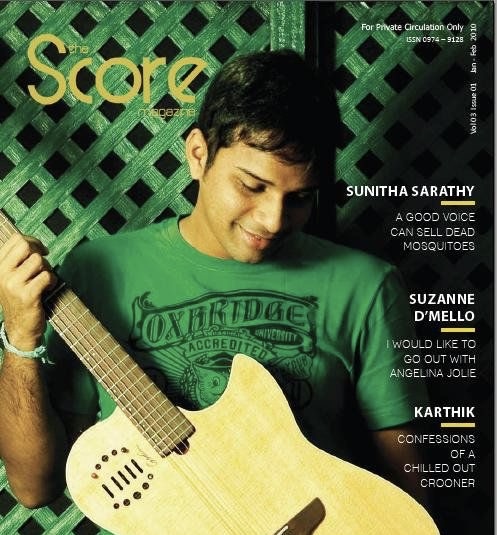 the
Score
magazine
For Private Circulation Only
ISSN 0974 – 9128
Vol 03 Issue 01 Jan - Feb 2010
SUNITHA SARATHY
A GOOD VOICE
CAN SELL DEAD
MOSQUITOES
SUZANNE
D’MELLO
I WOULD LIKE TO
GO OUT WITH
ANGELINA JOLIE
KARTHIK
CONFESSIONS
OF A
CHILLED OUT
CROONER
OXBRIDGE
UNIVERSITY
ACCREDITED